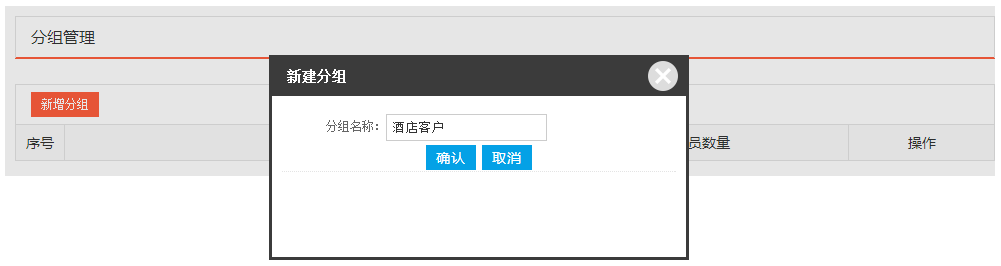 分组管理
新建分组
新增分组
分组名称： 酒店客户
确认 取消
序号 员数量 操作